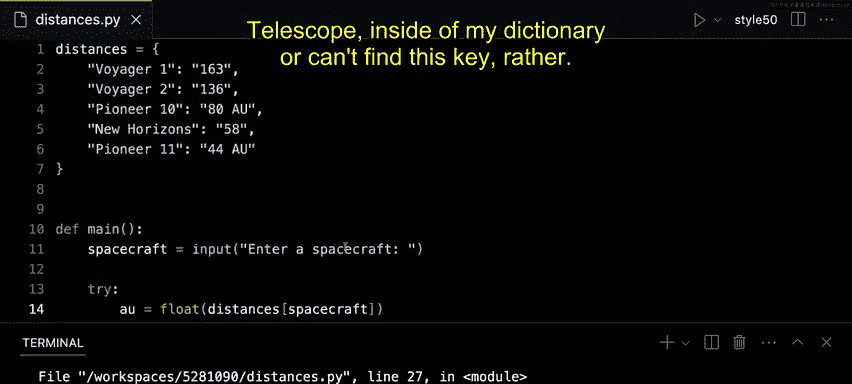 distances.py
style50
Telescope, inside of my dictionary
or can't find this key, rather.
1 distances = {
2 "Voyager 1": "163",
3 "Voyager 2": "136",
4 "Pioneer 10": "80 AU",
5 "New Horizons": "58",
6 "Pioneer 11": "44 AU"
7 }
8
9
10 def main():
11 spacecraft = input("Enter a spacecraft: ")
12
13 try:
14 au = float(distances[spacecraft])
TERMINAL
File "/workspaces/5281090/distances.py", line 27, in <module>